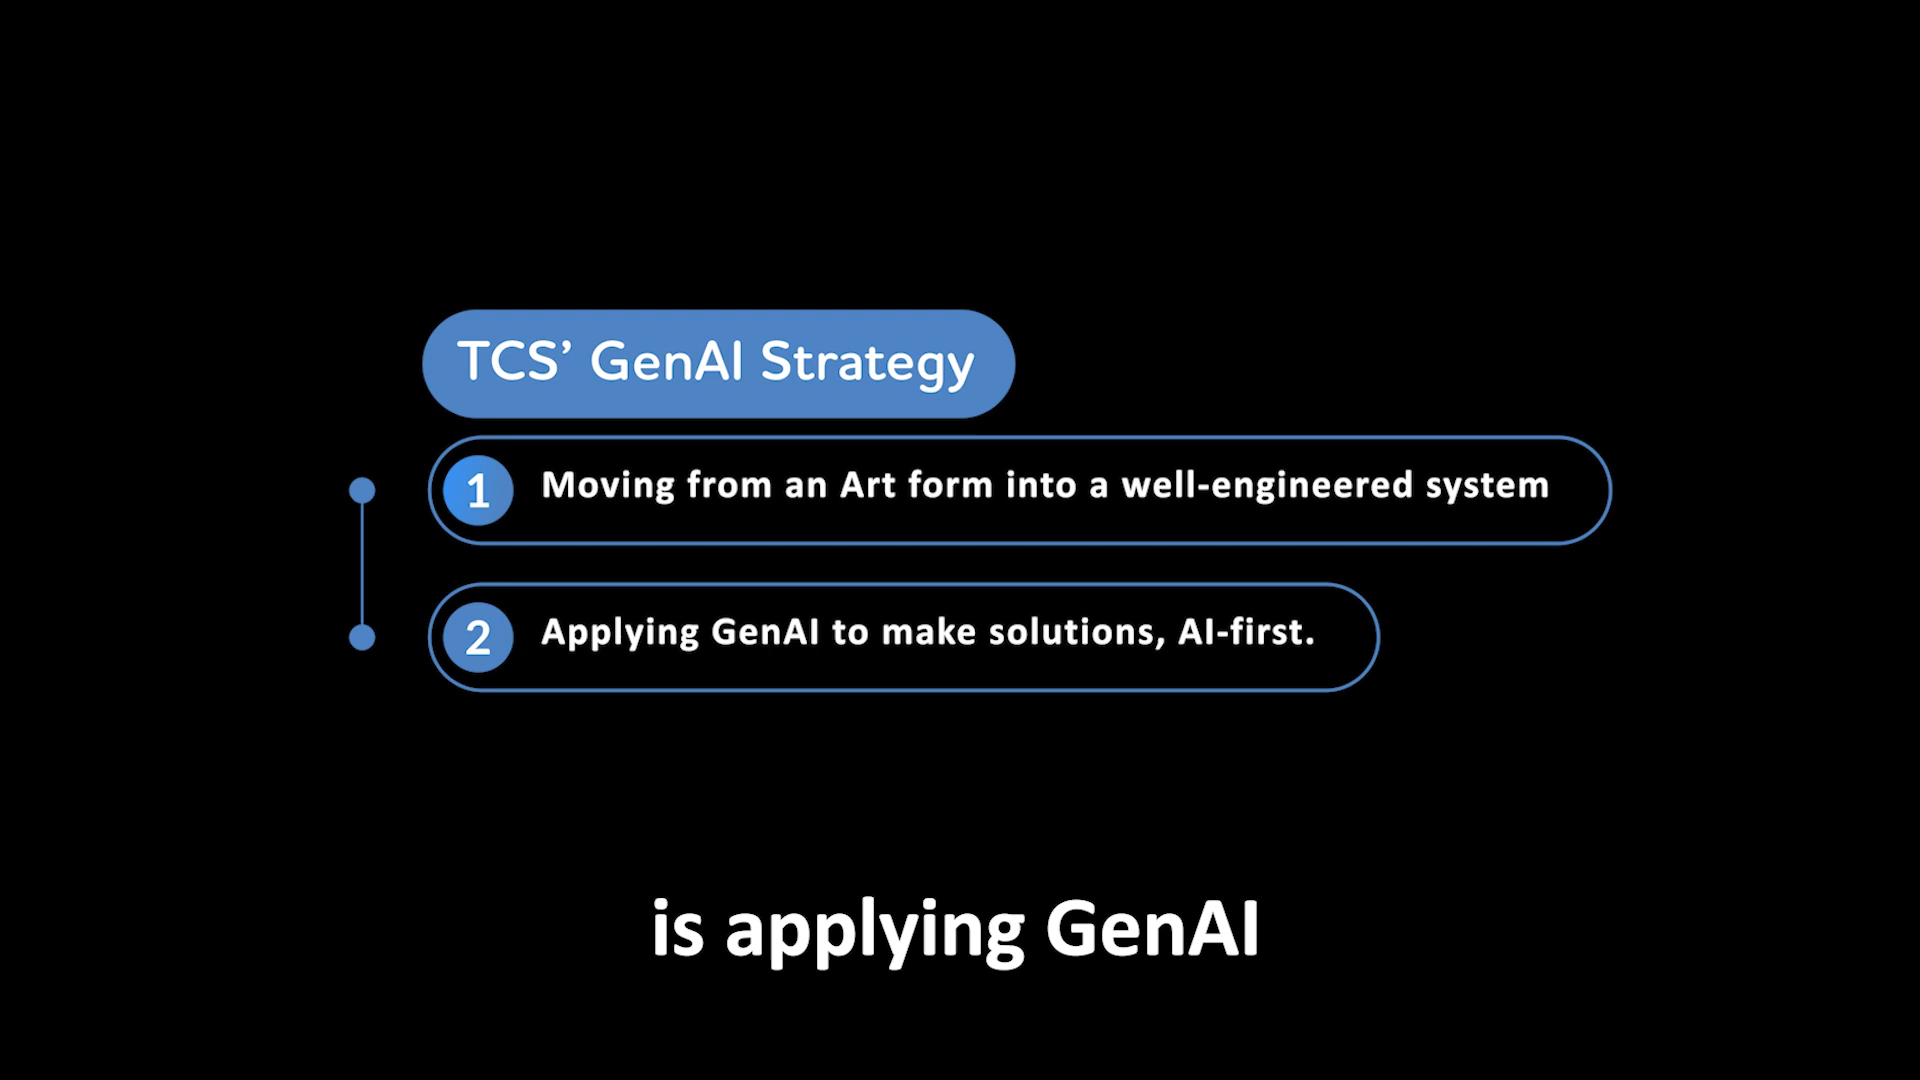 TCS’ GenAI Strategy
1 Moving from an Art form into a well-engineered system
2 Applying GenAI to make solutions, AI-first.
is applying GenAI